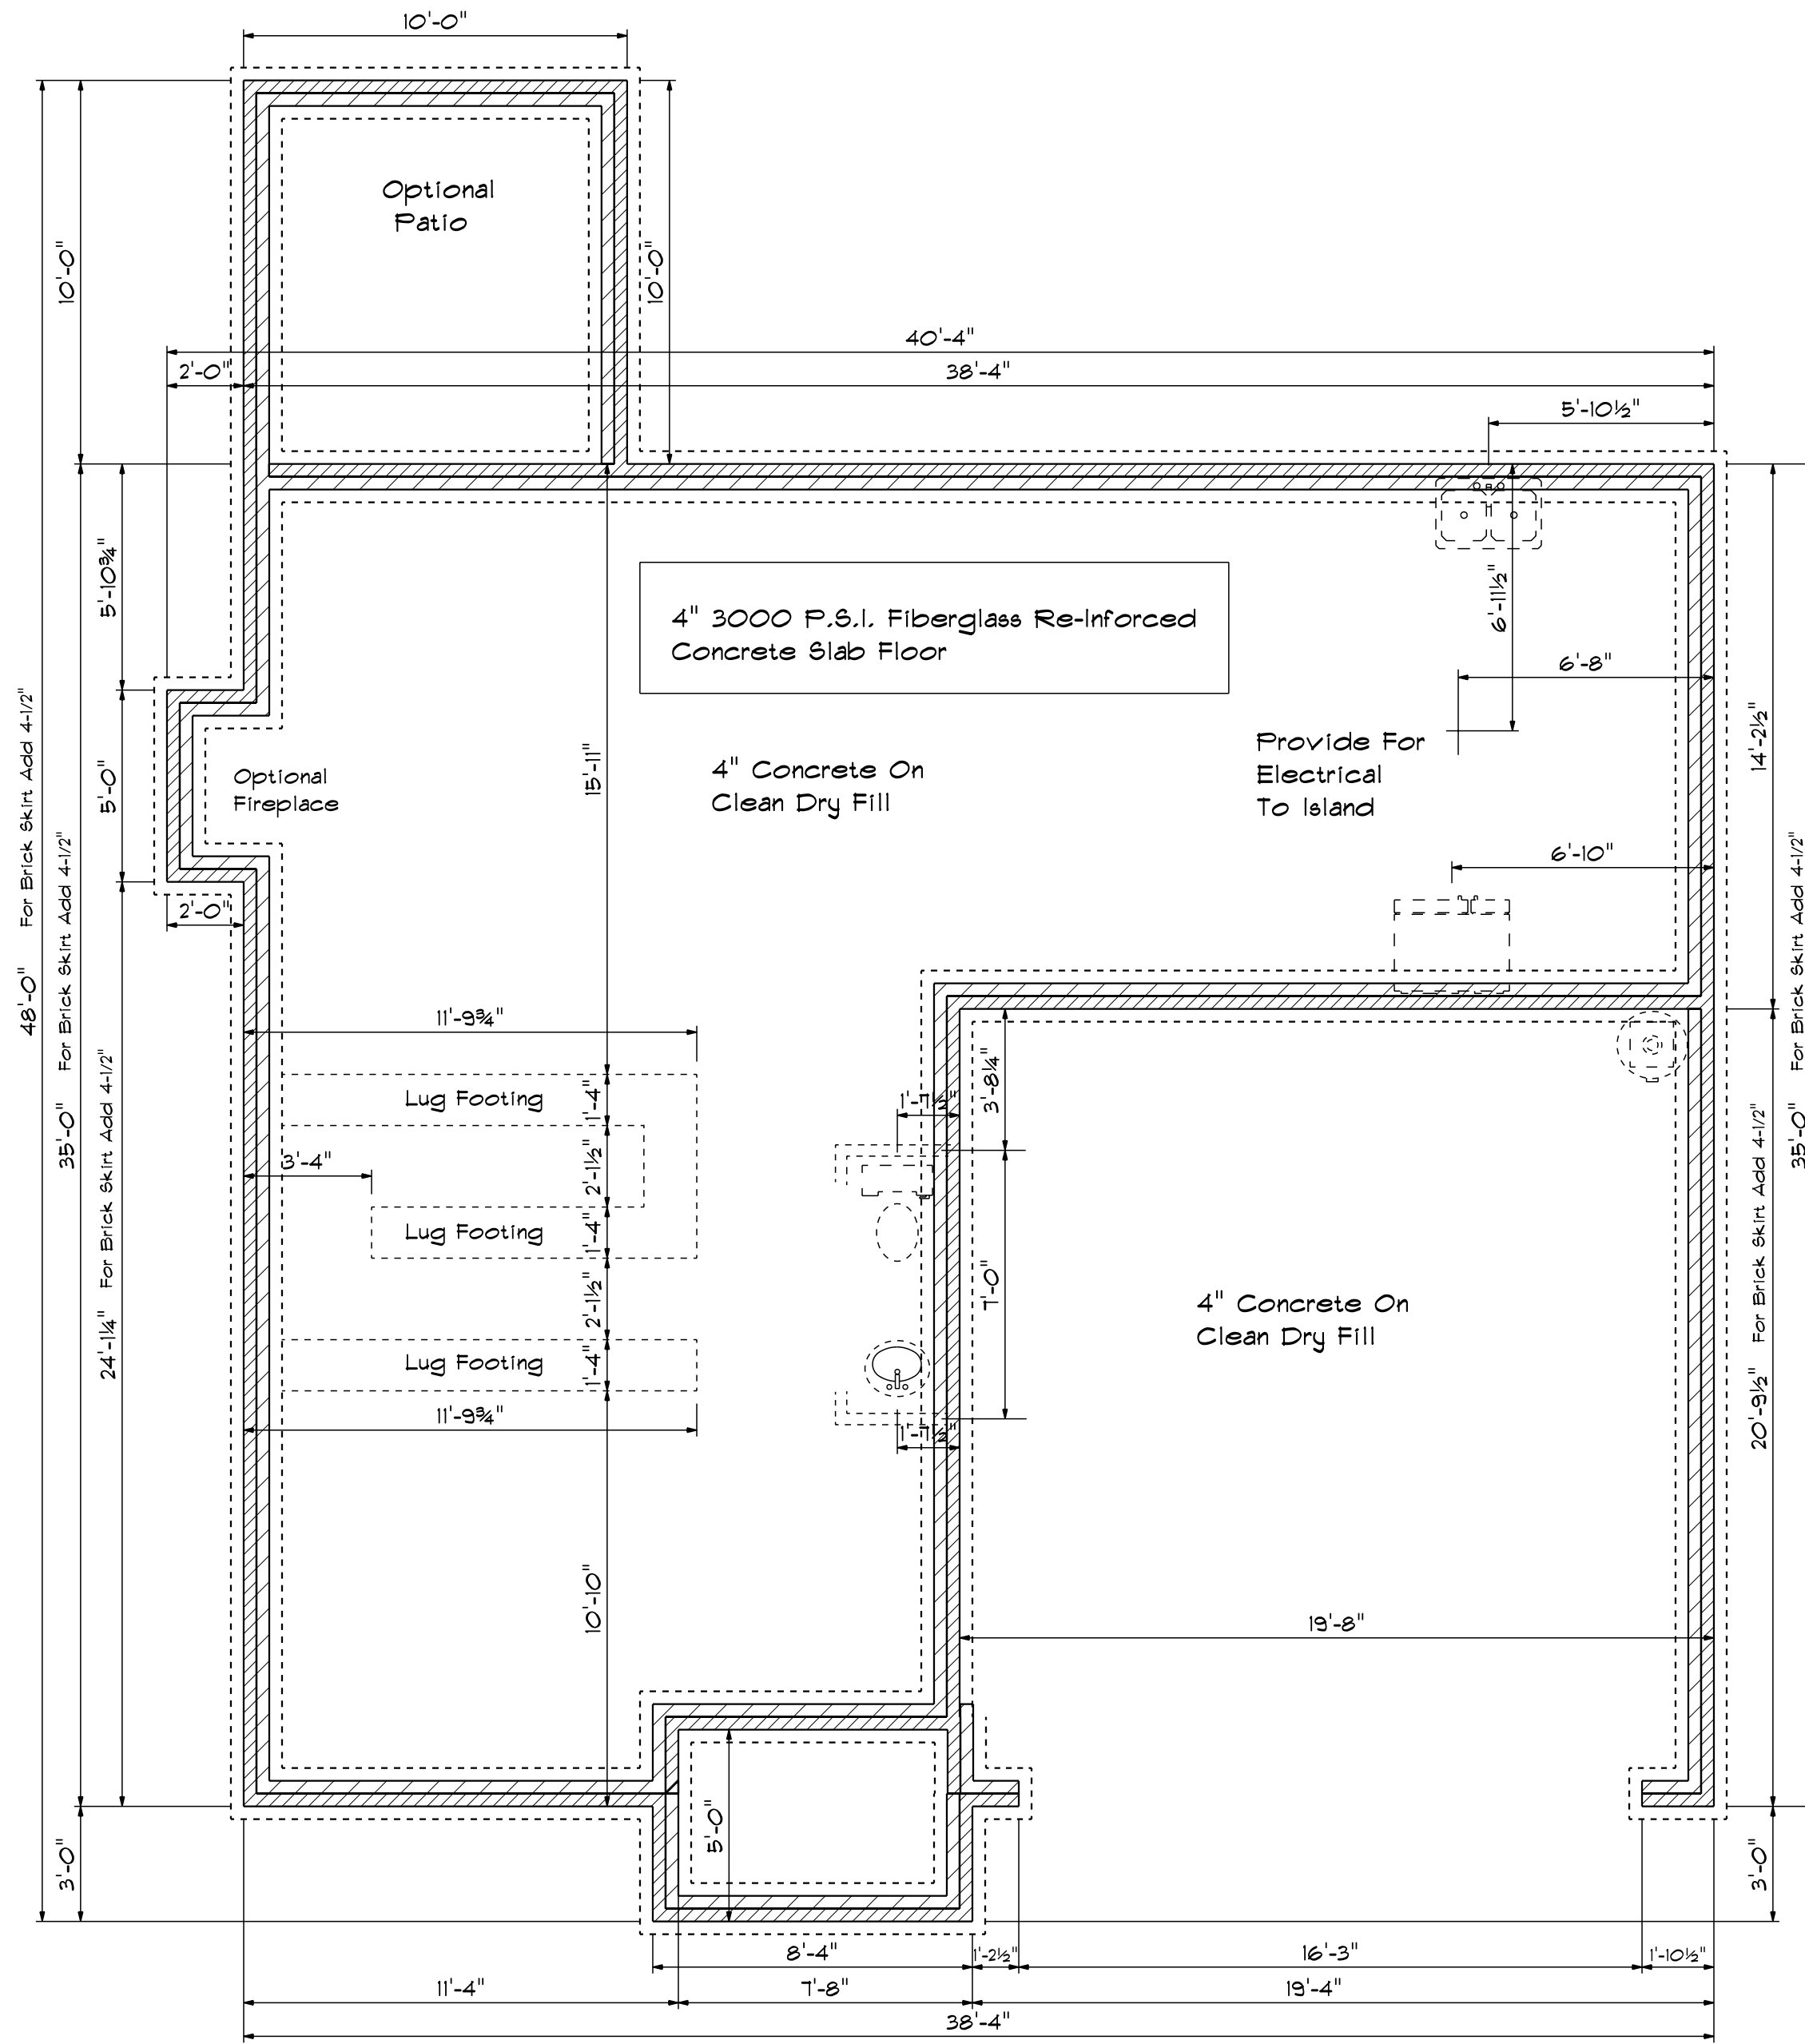 10'-0"
Optional
Patio
10'-0"
10'-0"
40'-4"
2'-0"
38'-4"
5'-10½"
5'-10¾"
6'-11½"
4" 3000 P.S.I. Fiberglass Re-Inforced
Concrete Slab Floor
6'-8"
48'-0" For Brick Skirt Add 4-1/2"
35'-0" For Brick Skirt Add 4-1/2"
5'-0"
Optional
Fireplace
15'-11"
4" Concrete On
Clean Dry Fill
Provide For
Electrical
To Island
14'-2½"
35'-0" For Brick Skirt Add 4-1/2"
6'-10"
2'-0"
11'-9¾"
24'-1¼" For Brick Skirt Add 4-1/2"
Lug Footing
1'-4"
1'-7½"
3'-8¼"
3'-4"
2'-1½"
Lug Footing
1'-4"
7'-0"
2'-1½"
4" Concrete On
Clean Dry Fill
20'-9½" For Brick Skirt Add 4-1/2"
Lug Footing
1'-4"
11'-9¾"
1'-7½"
10'-10"
19'-8"
5'-0"
3'-0"
3'-0"
8'-4"
1'-2½"
16'-3"
1'-10½"
11'-4"
7'-8"
19'-4"
38'-4"